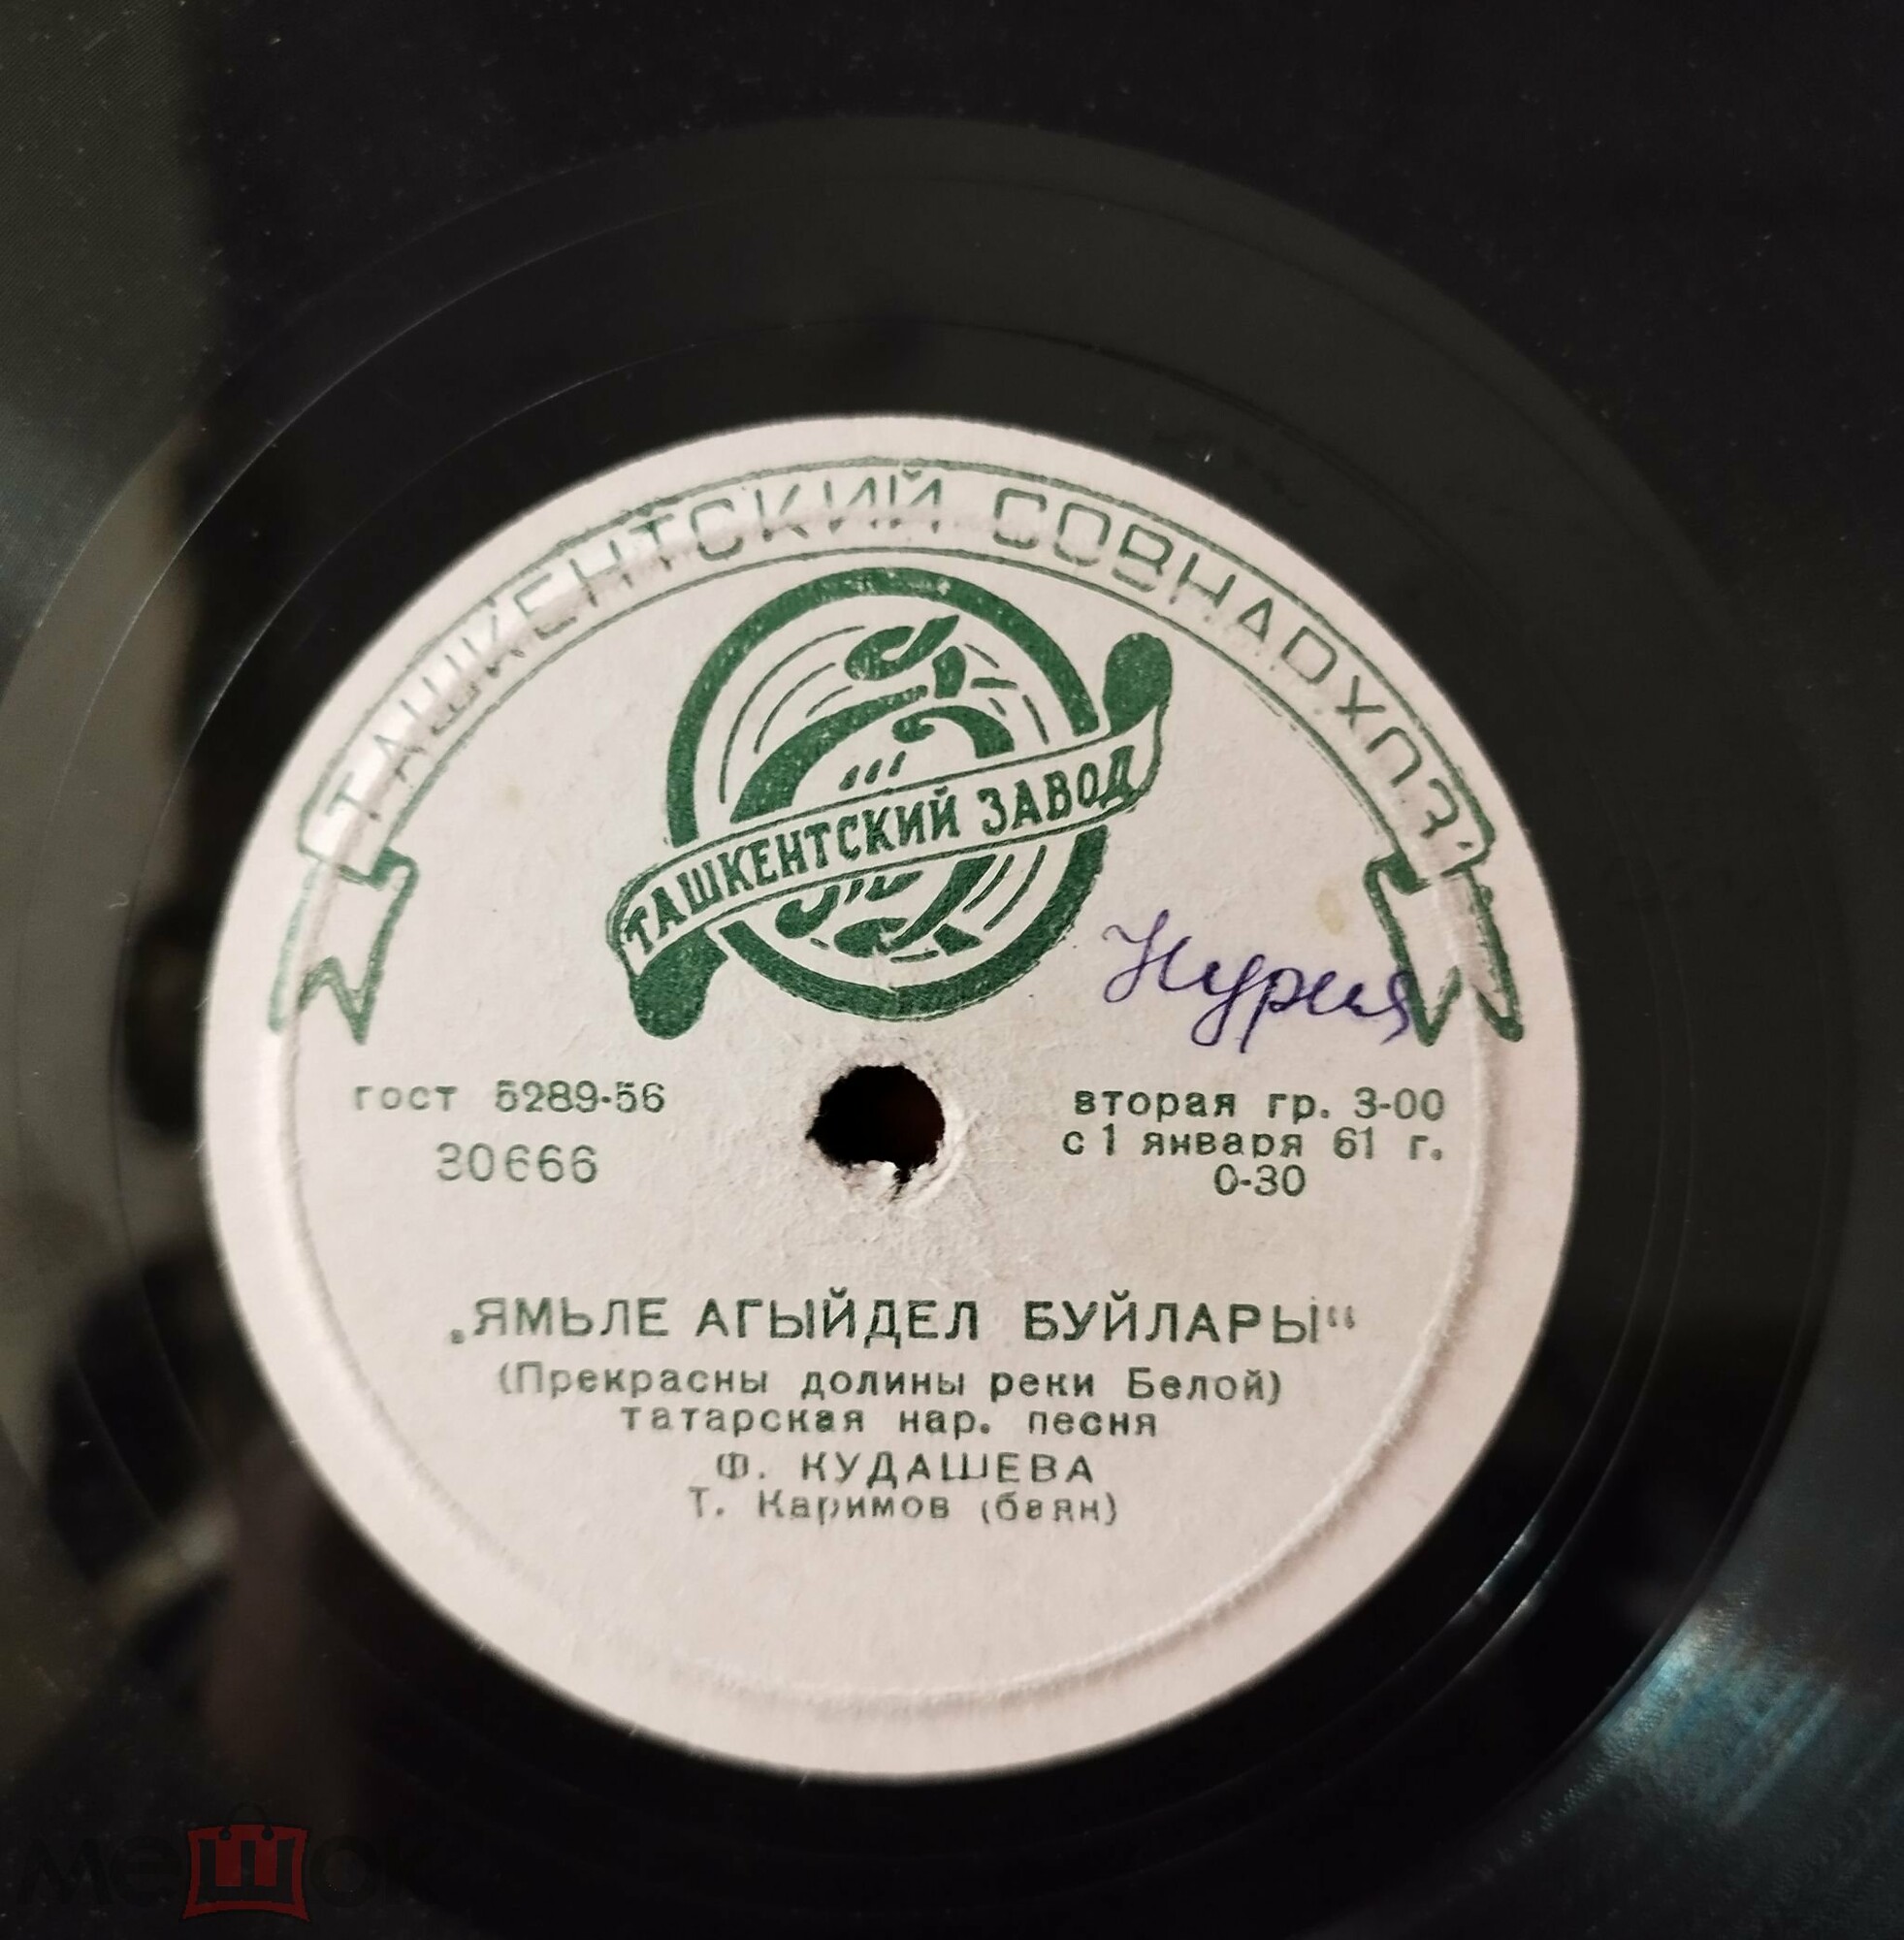 ТАШКЕНТСКИЙ СОВНАРХОЗ
ТАШКЕНТСКИЙ ЗАВОД
Нурия
гост 5289-56
30666
вторая гр. 3-00
с 1 января 61 г.
0-30
„ЯМЬЛЕ АГЫЙДЕЛ БУЙЛАРЫ“
(Прекрасны долины реки Белой)
татарская нар. песня
Ф. КУДАШЕВА
Т. Каримов (баян)
мешок